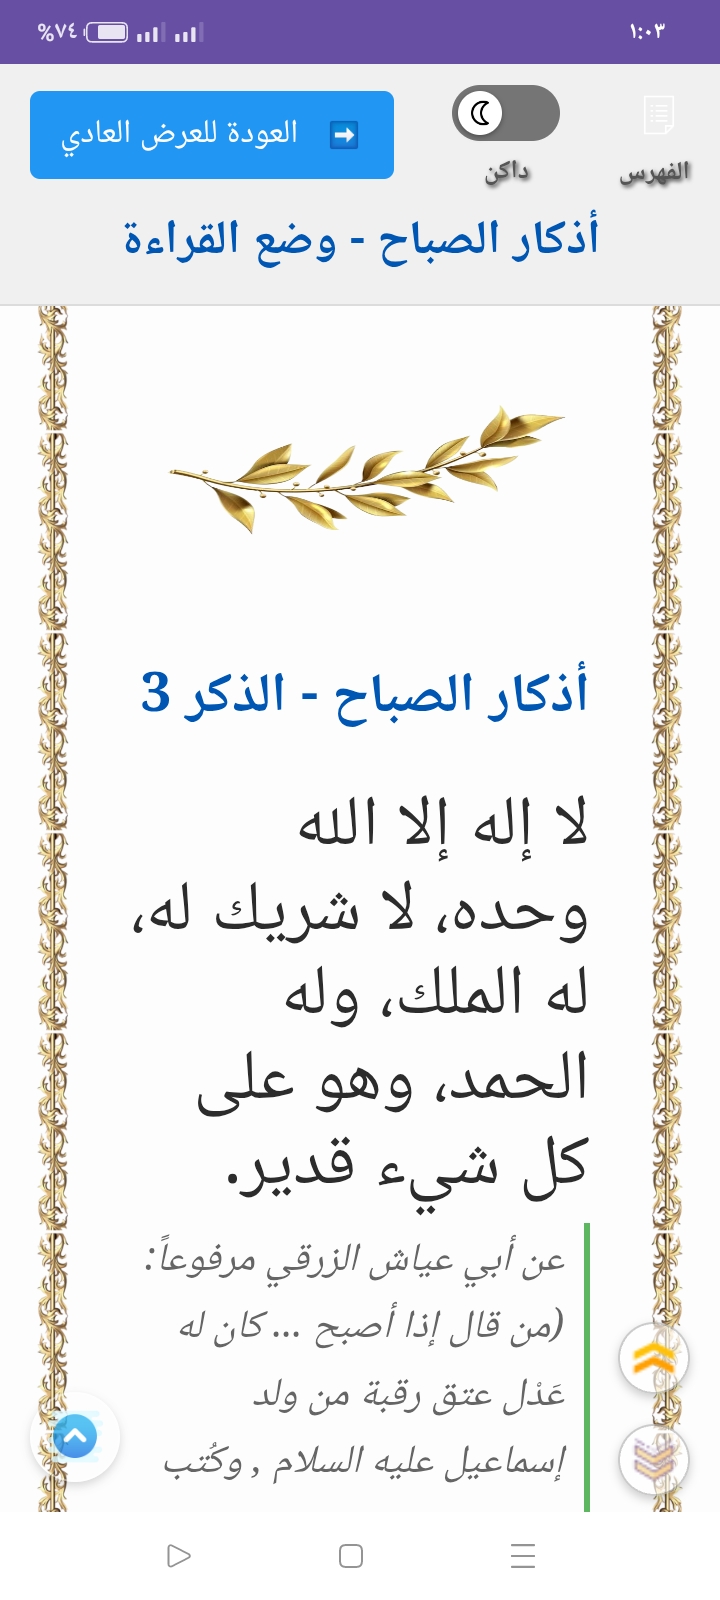 %٧٤
١:٠٣
الفهرس
داكن
العودة للعرض العادي
أذكار الصباح - وضع القراءة
أذكار الصباح - الذكر 3
لا إله إلا الله
وحده، لا شريك له،
له الملك، وله
الحمد، وهو على
كل شيء قدير.
عن أبي عياش الزرقي مرفوعاً:
(من قال إذا أصبح ... كان له
عَدْل عتق رقبة من ولد
إسماعيل عليه السلام , وكُتب